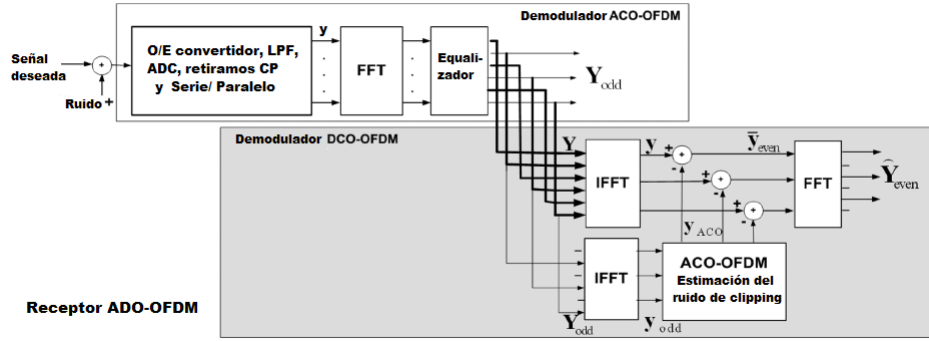 Demodulador ACO-OFDM
Señal
deseada
+
Ruido +
O/E convertidor, LPF,
ADC, retiramos CP
y Serie/ Paralelo
y
FFT
Equali-
zador
Y odd
Demodulador DCO-OFDM
Y
IFFT
y
+
-
+
+
-
+
+
-
+
y even
FFT
Y even
y ACO
IFFT
ACO-OFDM
Estimación del
ruido de clipping
Y odd
y odd
Receptor ADO-OFDM